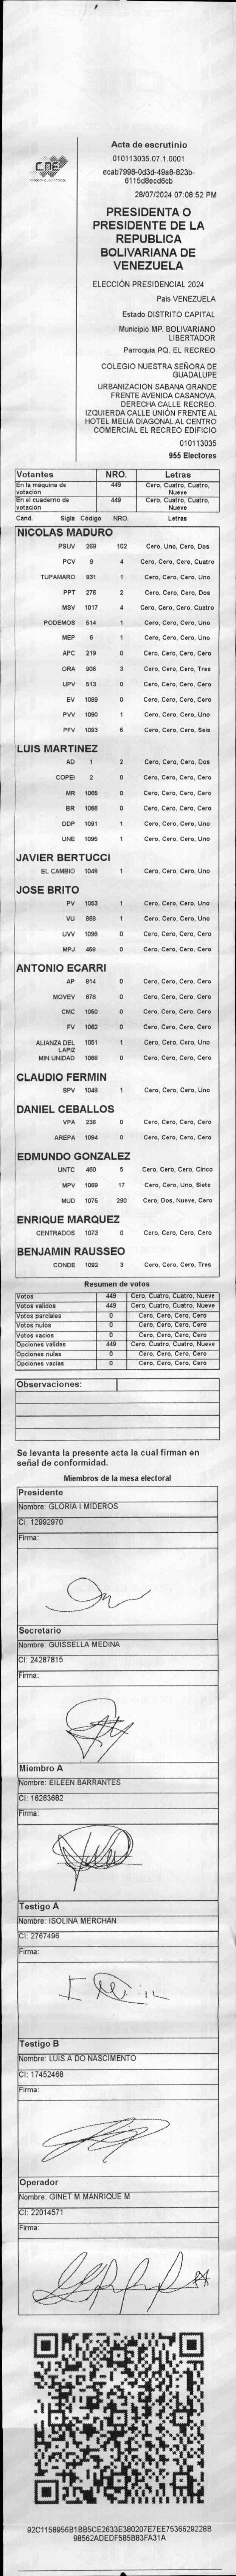 CNE
Acta de escrutinio
010113035.07.1.0001
ecab7998-0d3d-49a8-823b-
6115d8ecd6cb
28/07/2024 07:08:52 PM
PRESIDENTA O
PRESIDENTE DE LA
REPUBLICA
BOLIVARIANA DE
VENEZUELA
ELECCIÓN PRESIDENCIAL 2024
Pais VENEZUELA
Estado DISTRITO CAPITAL
Municipio MP. BOLIVARIANO
LIBERTADOR
Parroquia PQ. EL RECREO
COLEGIO NUESTRA SEÑORA DE
GUADALUPE
URBANIZACION SABANA GRANDE
FRENTE AVENIDA CASANOVA.
DERECHA CALLE RECREO.
IZQUIERDA CALLE UNIÓN FRENTE AL
HOTEL MELIA DIAGONAL AL CENTRO
COMERCIAL EL RECREO EDIFICIO
010113035
955 Electores
Votantes NRO. Letras
En la máquina de votación 449 Cero, Cuatro, Cuatro, Nueve
En el cuaderno de votación 449 Cero, Cuatro, Cuatro, Nueve
Cand. Sigla Código NRO. Letras
NICOLAS MADURO
PSUV 269 102 Cero, Uno, Cero, Dos
PCV 9 4 Cero, Cero, Cero, Cuatro
TUPAMARO 931 1 Cero, Cero, Cero, Uno
PPT 276 2 Cero, Cero, Cero, Dos
MSV 1017 4 Cero, Cero, Cero, Cuatro
PODEMOS 514 1 Cero, Cero, Cero, Uno
MEP 6 1 Cero, Cero, Cero, Uno
APC 219 0 Cero, Cero, Cero, Cero
ORA 906 3 Cero, Cero, Cero, Tres
UPV 513 0 Cero, Cero, Cero, Cero
EV 1089 0 Cero, Cero, Cero, Cero
PVV 1090 1 Cero, Cero, Cero, Uno
PFV 1093 6 Cero, Cero, Cero, Seis
LUIS MARTINEZ
AD 1 2 Cero, Cero, Cero, Dos
COPEI 2 0 Cero, Cero, Cero, Cero
MR 1065 0 Cero, Cero, Cero, Cero
BR 1066 0 Cero, Cero, Cero, Cero
DDP 1091 1 Cero, Cero, Cero, Uno
UNE 1095 1 Cero, Cero, Cero, Uno
JAVIER BERTUCCI
EL CAMBIO 1048 1 Cero, Cero, Cero, Uno
JOSE BRITO
PV 1053 1 Cero, Cero, Cero, Uno
VU 868 1 Cero, Cero, Cero, Uno
UVV 1096 0 Cero, Cero, Cero, Cero
MPJ 458 0 Cero, Cero, Cero, Cero
ANTONIO ECARRI
AP 814 0 Cero, Cero, Cero, Cero
MOVEV 878 0 Cero, Cero, Cero, Cero
CMC 1050 0 Cero, Cero, Cero, Cero
FV 1062 0 Cero, Cero, Cero, Cero
ALIANZA DEL LAPIZ 1051 1 Cero, Cero, Cero, Uno
MIN UNIDAD 1068 0 Cero, Cero, Cero, Cero
CLAUDIO FERMIN
SPV 1049 1 Cero, Cero, Cero, Uno
DANIEL CEBALLOS
VPA 236 0 Cero, Cero, Cero, Cero
AREPA 1094 0 Cero, Cero, Cero, Cero
EDMUNDO GONZALEZ
UNTC 460 5 Cero, Cero, Cero, Cinco
MPV 1069 17 Cero, Cero, Uno, Siete
MUD 1075 290 Cero, Dos, Nueve, Cero
ENRIQUE MARQUEZ
CENTRADOS 1073 0 Cero, Cero, Cero, Cero
BENJAMIN RAUSSEO
CONDE 1092 3 Cero, Cero, Cero, Tres
Resumen de votos
Votos 449 Cero, Cuatro, Cuatro, Nueve
Votos validos 449 Cero, Cuatro, Cuatro, Nueve
Votos parciales 0 Cero, Cero, Cero, Cero
Votos nulos 0 Cero, Cero, Cero, Cero
Votos vacios 0 Cero, Cero, Cero, Cero
Opciones validas 449 Cero, Cuatro, Cuatro, Nueve
Opciones nulas 0 Cero, Cero, Cero, Cero
Opciones vacias 0 Cero, Cero, Cero, Cero
Observaciones:
Se levanta la presente acta la cual firman en
señal de conformidad.
Miembros de la mesa electoral
Presidente
Nombre: GLORIA I MIDEROS
CI: 12992970
Firma:
Secretario
Nombre: GUISSELLA MEDINA
CI: 24287815
Firma:
Miembro A
Nombre: EILEEN BARRANTES
CI: 16263682
Firma:
Testigo A
Nombre: ISOLINA MERCHAN
CI: 2767496
Firma:
Testigo B
Nombre: LUIS A DO NASCIMENTO
CI: 17452468
Firma:
Operador
Nombre: GINET M MANRIQUE M
CI: 22014571
Firma:
92C1158956B1BB5CE2633E380207E7EE7536629228B
98562ADEDF585B83FA31A